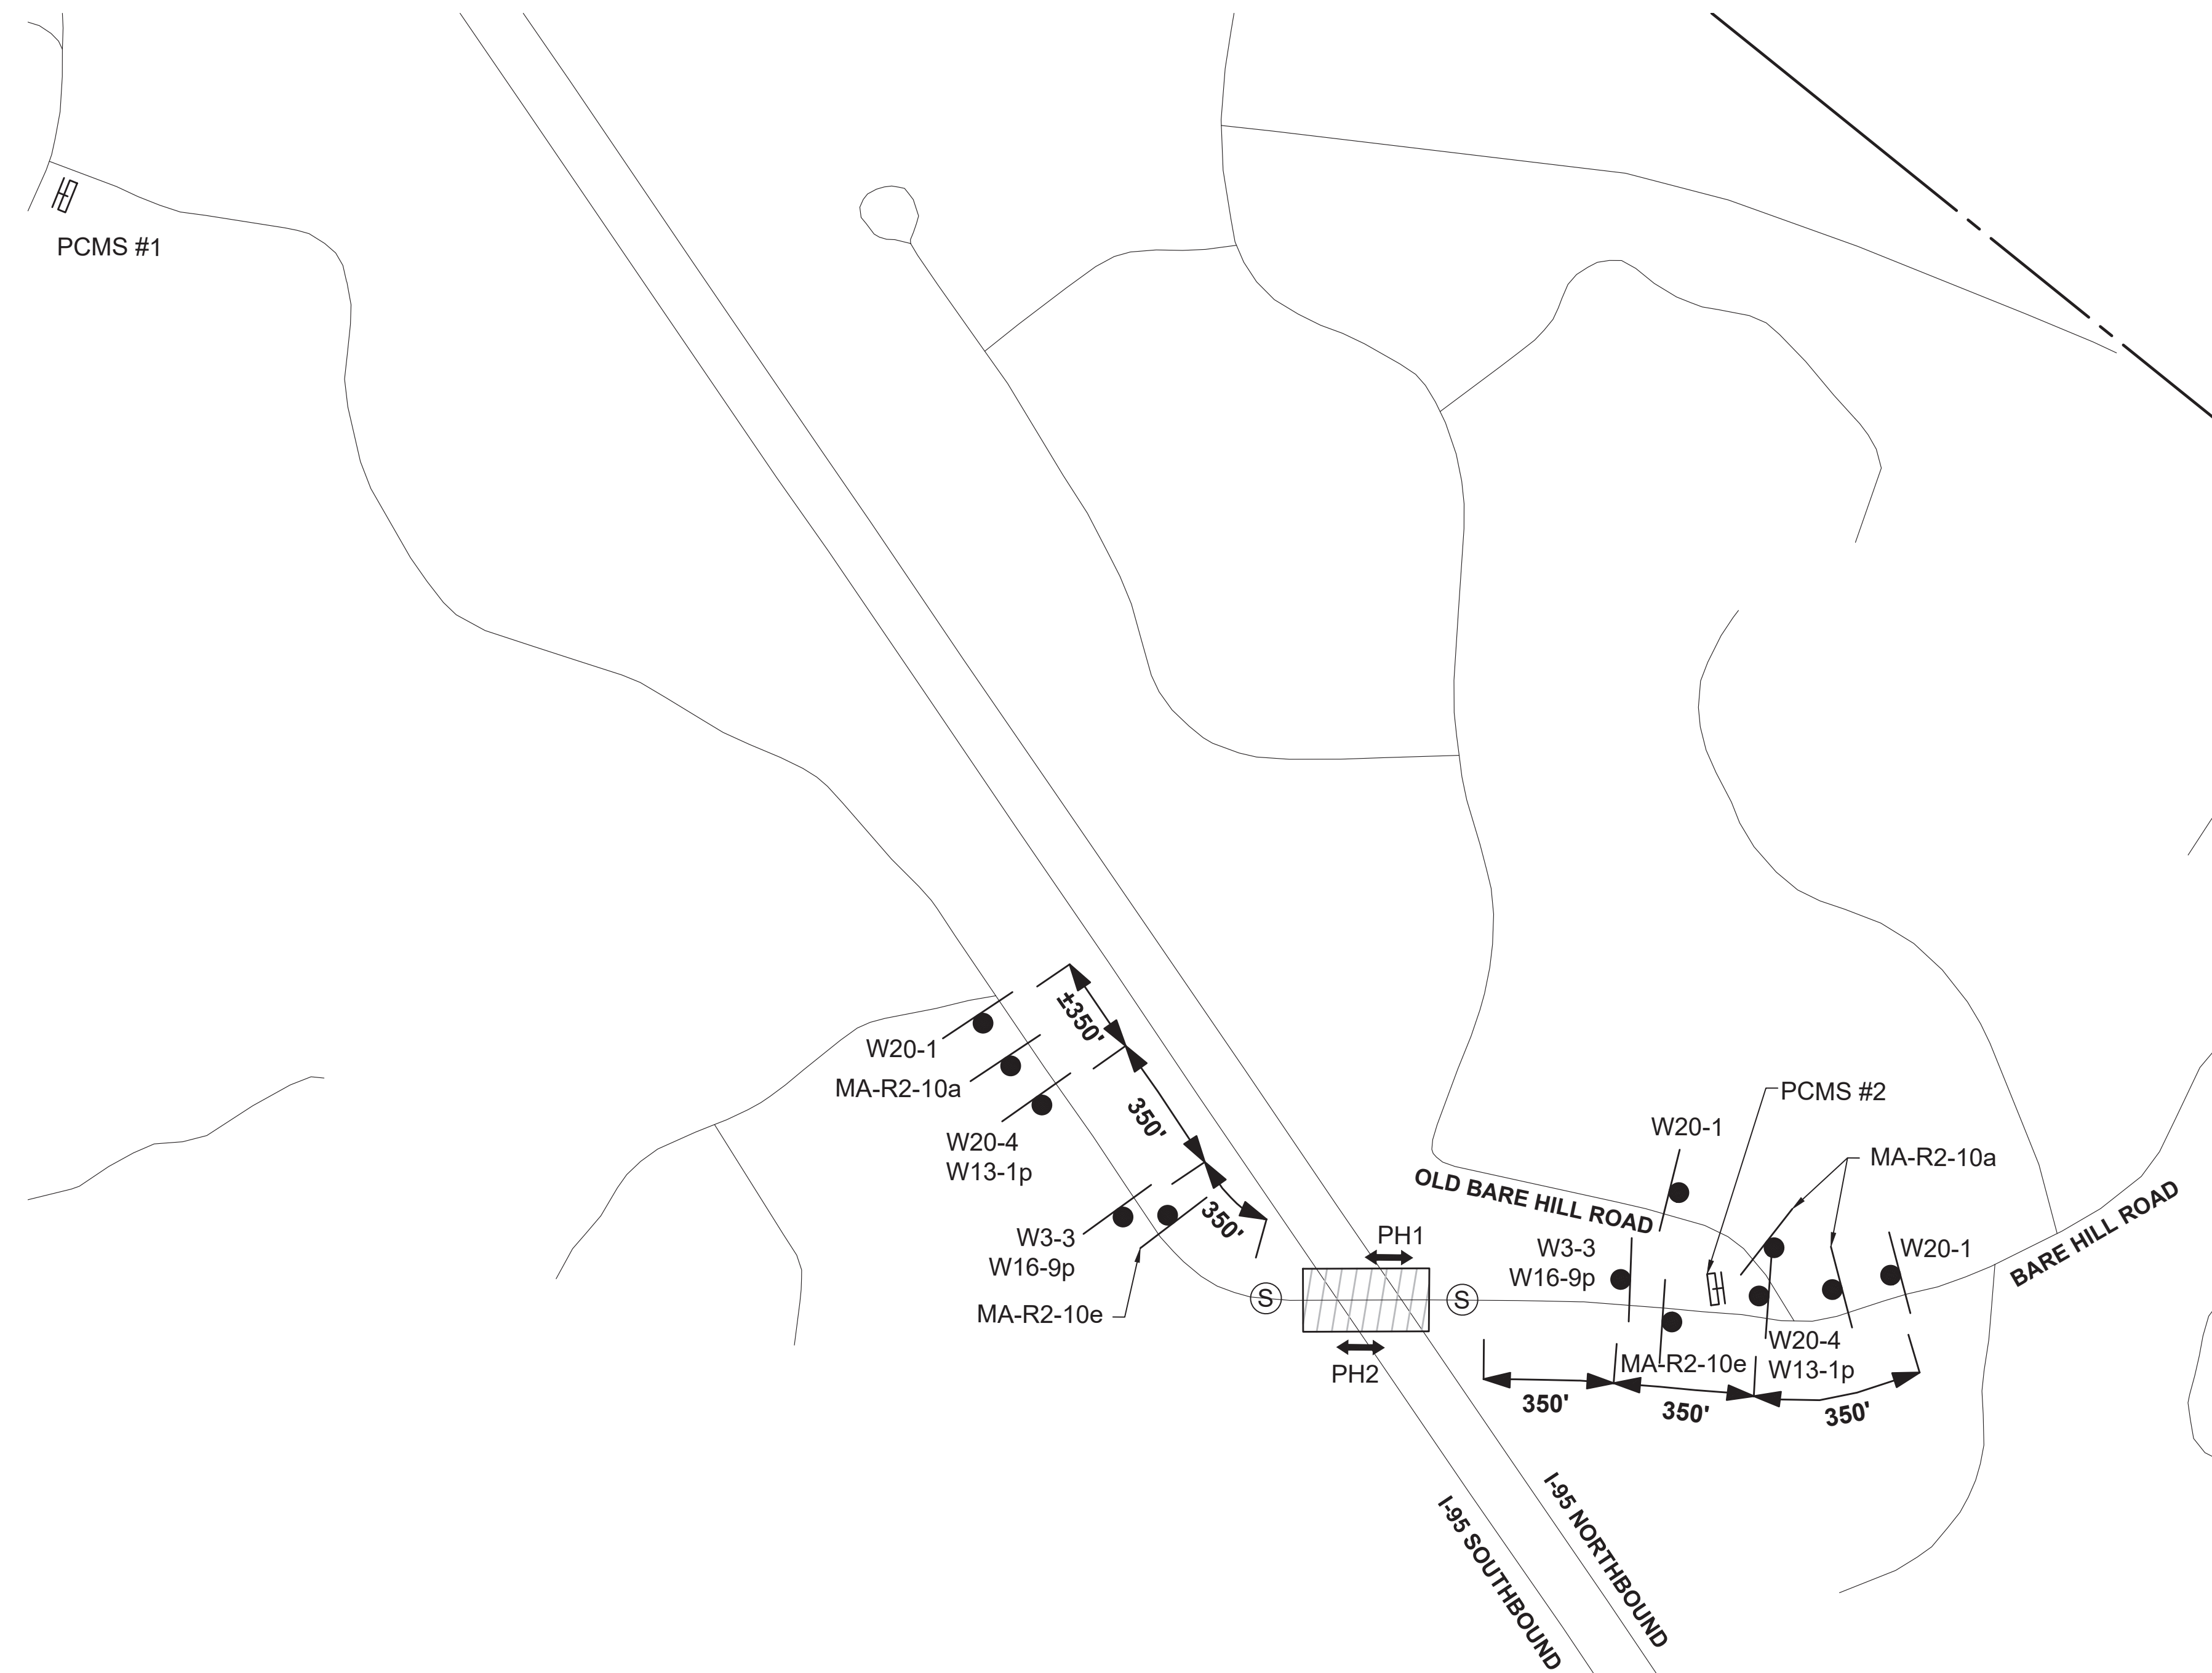 PCMS #1
±350'
W20-1
MA-R2-10a
350'
W20-4
W13-1p
350'
W3-3
W16-9p
MA-R2-10e
S
PH1
PH2
S
PCMS #2
W20-1
MA-R2-10a
OLD BARE HILL ROAD
BARE HILL ROAD
W3-3
W16-9p
W20-1
MA-R2-10e
W20-4
W13-1p
350'
350'
350'
I-95 SOUTHBOUND
I-95 NORTHBOUND